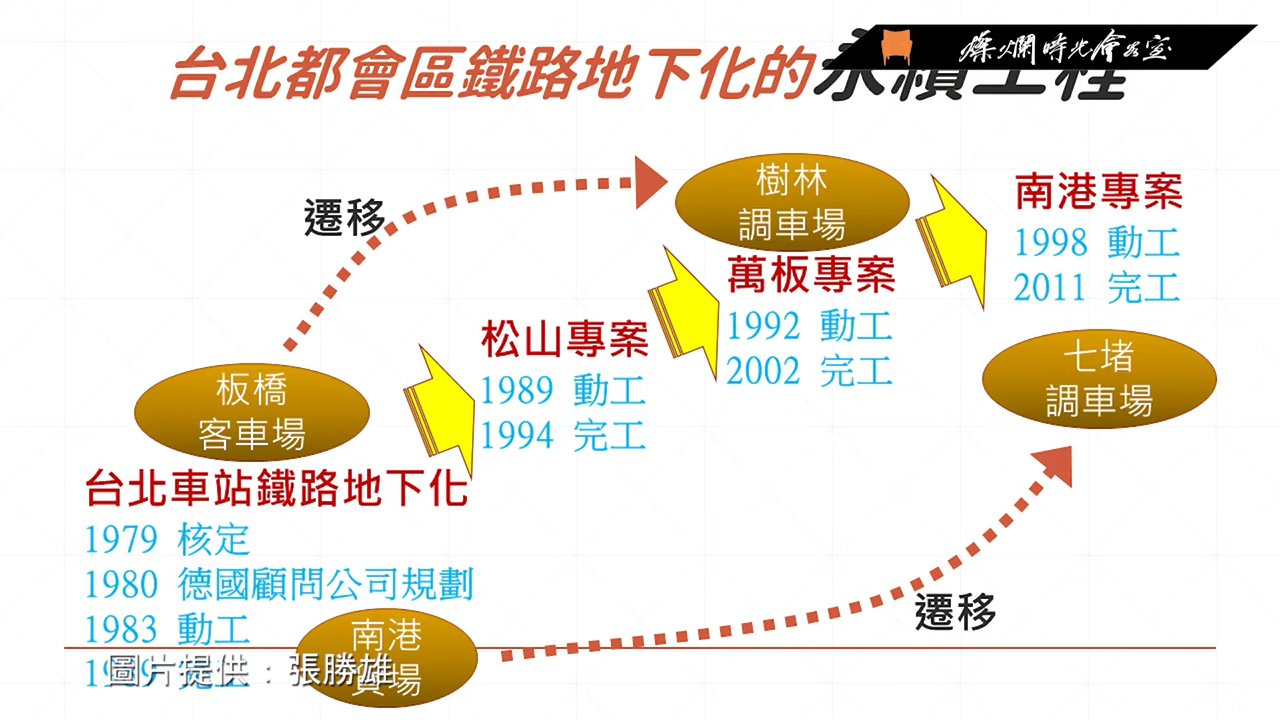 燦爛時光會客室
台北都會區鐵路地下化的永續工程
遷移
樹林
調車場
南港專案
1998 動工
2011 完工
萬板專案
1992 動工
2002 完工
松山專案
1989 動工
1994 完工
七堵
調車場
板橋
客車場
台北車站鐵路地下化
1979 核定
1980 德國顧問公司規劃
1983 動工
遷移
南港
圖片提供：張勝雄